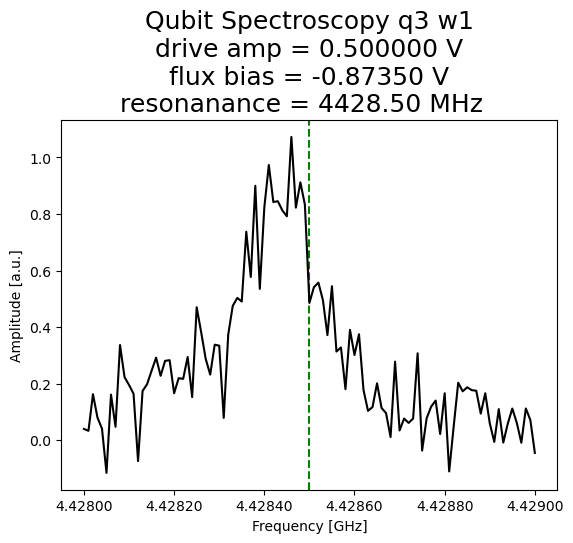 Qubit Spectroscopy q3 w1
drive amp = 0.500000 V
flux bias = -0.87350 V
resonanance = 4428.50 MHz
1.0
0.8
0.6
0.4
0.2
0.0
Amplitude [a.u.]
4.42800 4.42820 4.42840 4.42860 4.42880 4.42900
Frequency [GHz]